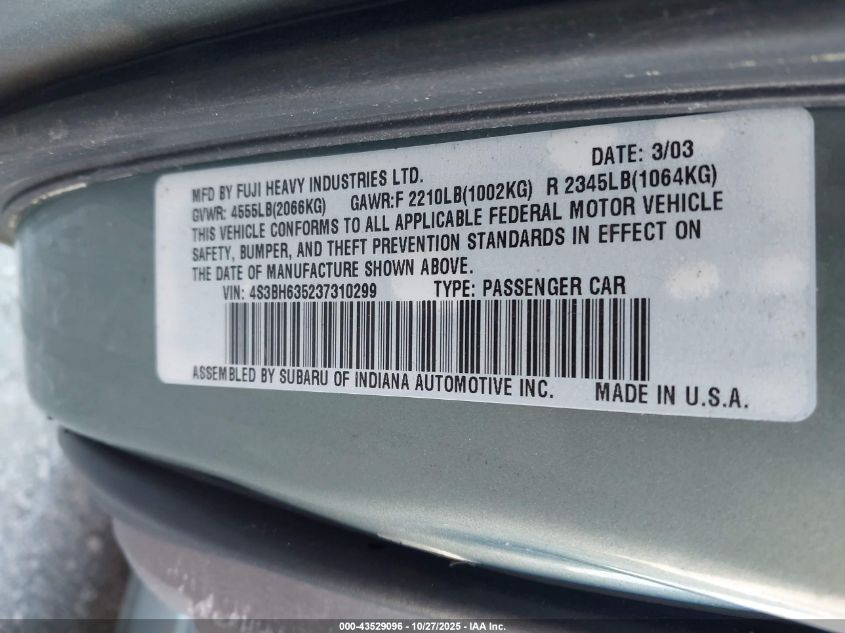 DATE: 3/03
MFD BY FUJI HEAVY INDUSTRIES LTD.
GVWR: 4555LB(2066KG) GAWR:F 2210LB(1002KG) R 2345LB(1064KG)
THIS VEHICLE CONFORMS TO ALL APPLICABLE FEDERAL MOTOR VEHICLE
SAFETY, BUMPER, AND THEFT PREVENTION STANDARDS IN EFFECT ON
THE DATE OF MANUFACTURE SHOWN ABOVE.
VIN: 4S3BH635237310299 TYPE: PASSENGER CAR
ASSEMBLED BY SUBARU OF INDIANA AUTOMOTIVE INC. MADE IN U.S.A.
000-43529096 - 10/27/2025 - IAA Inc.